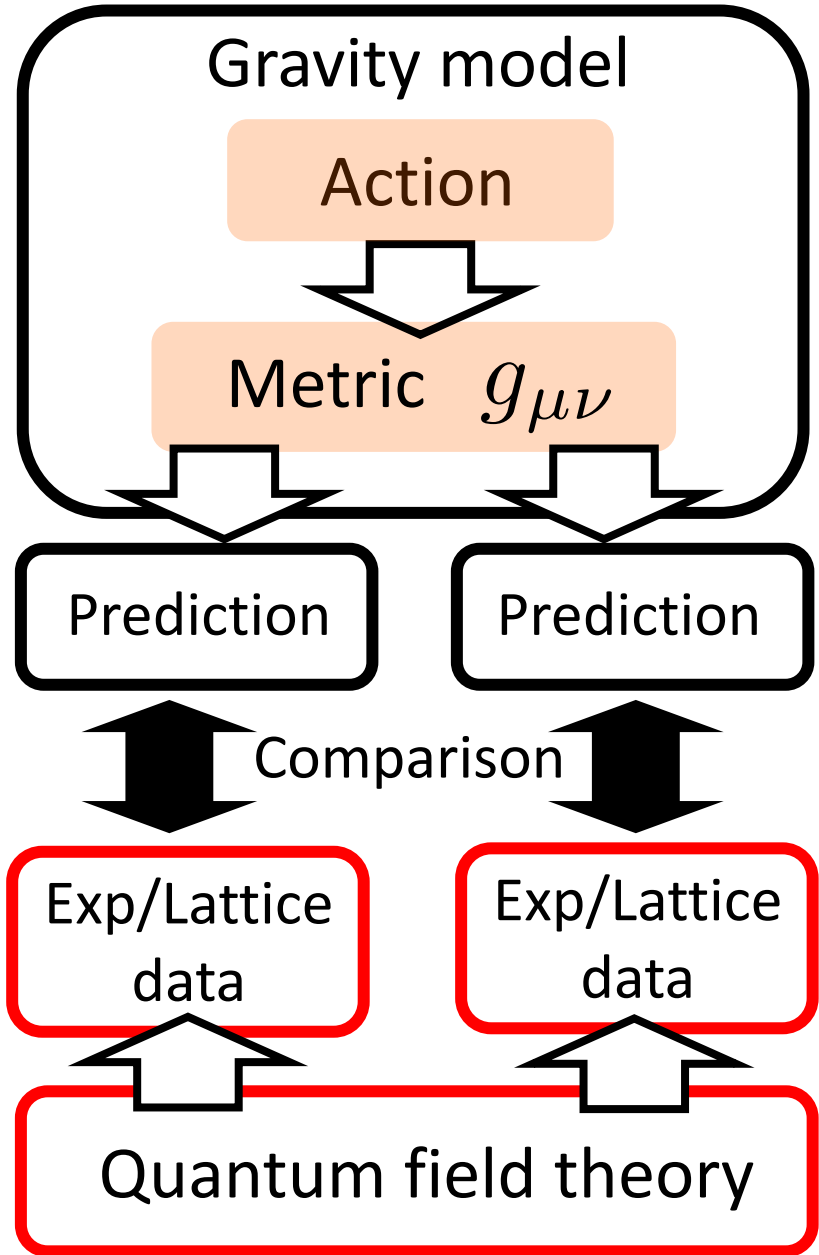 Gravity model
Action
Metric g_{μν}
Prediction Prediction
Comparison
Exp/Lattice Exp/Lattice
data data
Quantum field theory